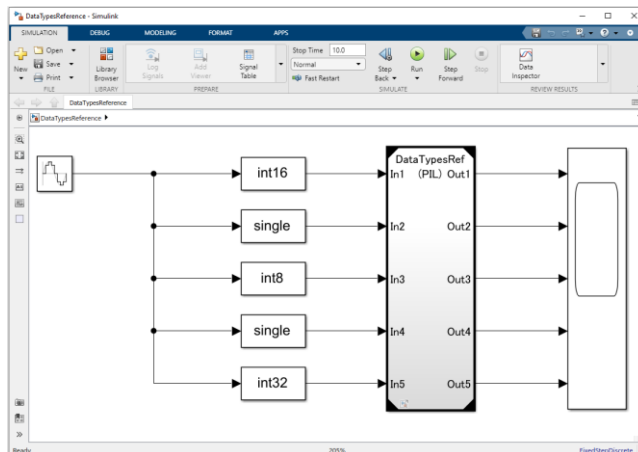 DataTypesReference - Simulink
SIMULATION DEBUG MODELING FORMAT APPS
New
Open
Save
Print
FILE
Library
Browser
LIBRARY
Log
Signals
Add
Viewer
Signal
Table
PREPARE
Stop Time 10.0
Normal
Fast Restart
Step
Back
Run
Step
Forward
Stop
SIMULATE
Data
Inspector
REVIEW RESULTS
DataTypesReference
DataTypesReference
DataTypesRef
int16 In1 (PIL) Out1
single In2 Out2
int8 In3 Out3
single In4 Out4
int32 In5 Out5
Ready 205% FixedStepDiscrete